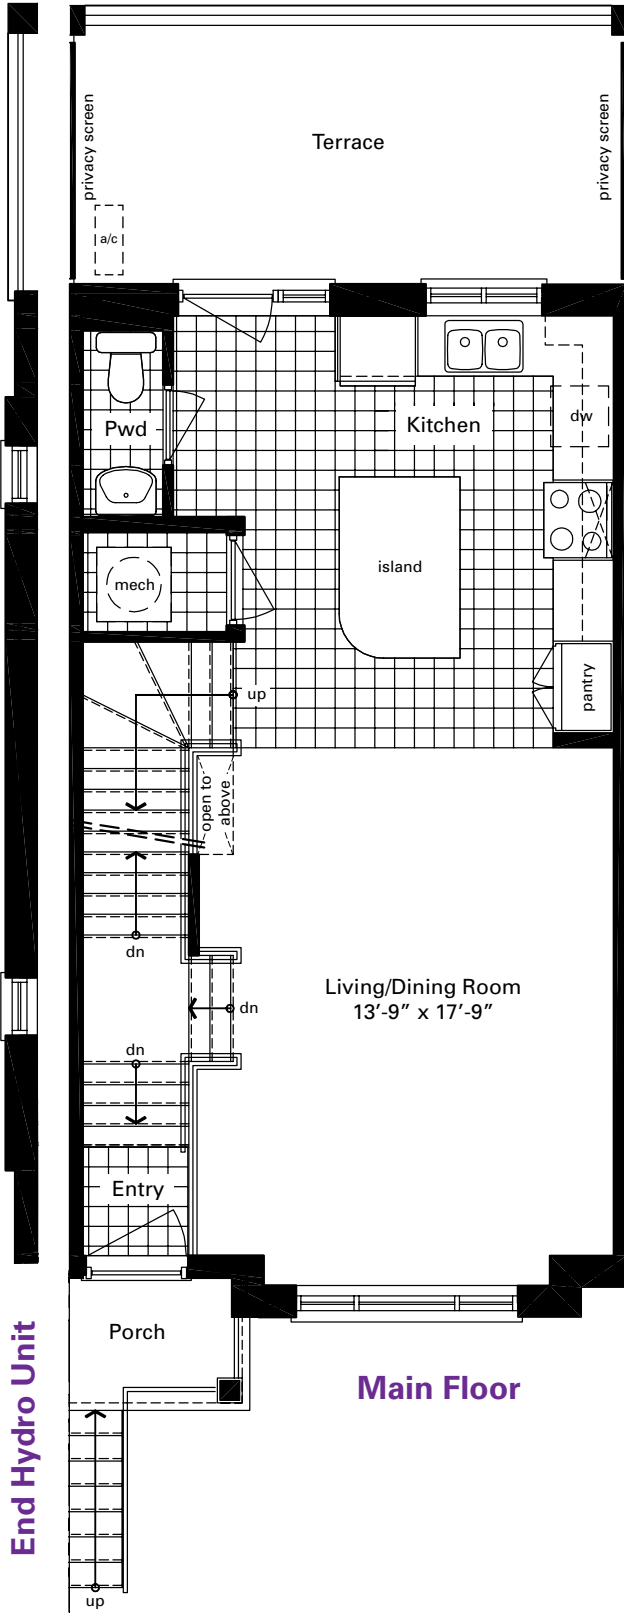 Terrace
privacy screen
privacy screen
a/c
Pwd
Kitchen
dw
island
mech
pantry
up
open to
above
dn
Living/Dining Room
13'-9" x 17'-9"
dn
dn
Entry
Porch
Main Floor
End Hydro Unit
up